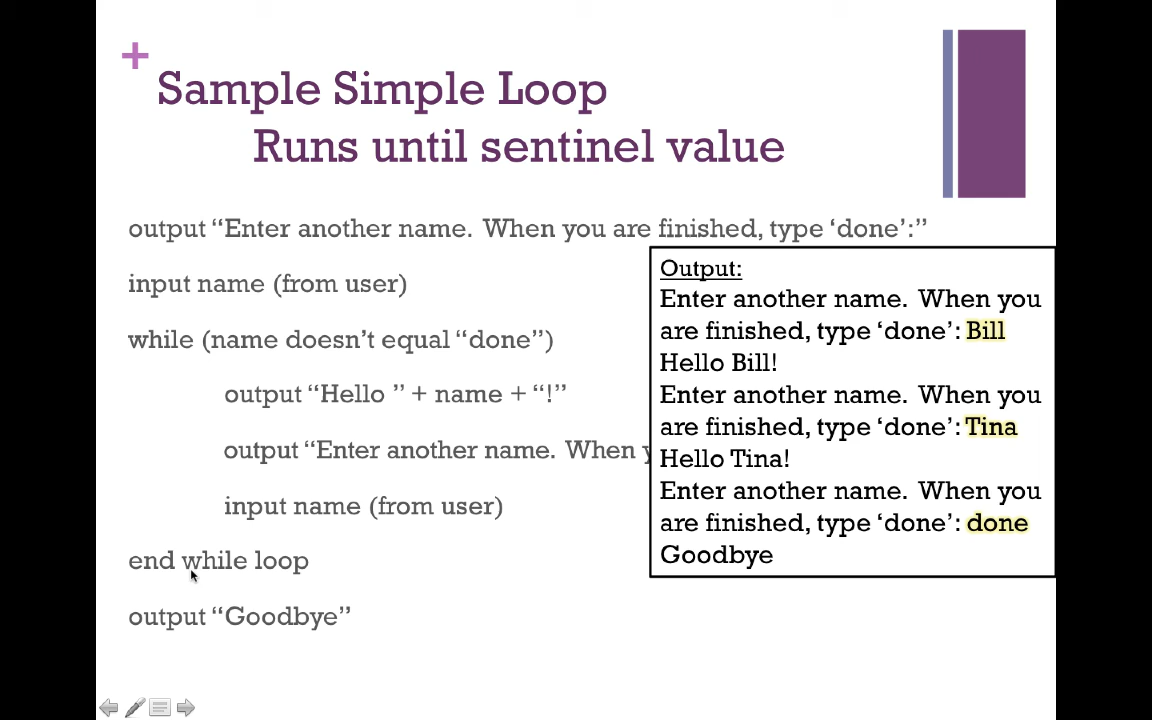 +
Sample Simple Loop
Runs until sentinel value
output “Enter another name.  When you are finished, type ‘done’:”
input name (from user)
while (name doesn’t equal “done”)
output “Hello ” + name + “!”
output “Enter another name.  When
input name (from user)
end while loop
output “Goodbye”
Output:
Enter another name.  When you
are finished, type ‘done’: Bill
Hello Bill!
Enter another name.  When you
are finished, type ‘done’: Tina
Hello Tina!
Enter another name.  When you
are finished, type ‘done’: done
Goodbye